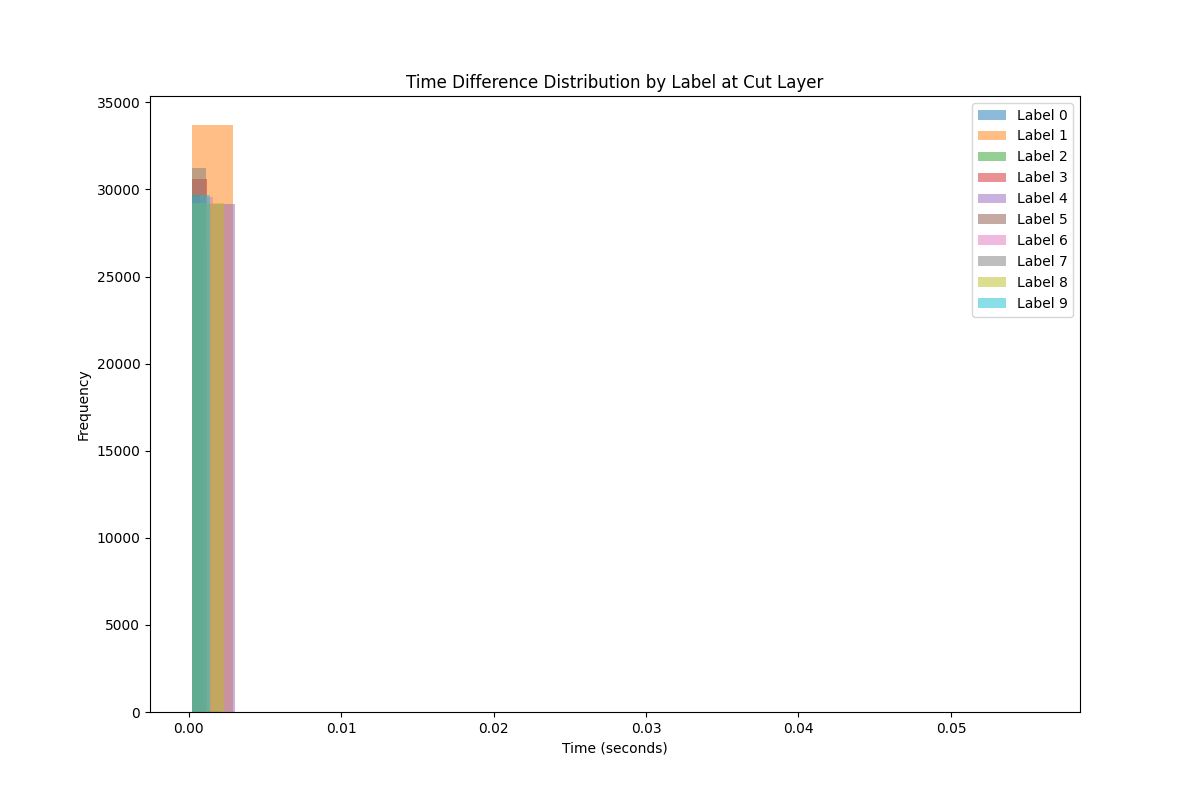 Time Difference Distribution by Label at Cut Layer
35000
30000
25000
20000
15000
10000
5000
0
Frequency
Label 0
Label 1
Label 2
Label 3
Label 4
Label 5
Label 6
Label 7
Label 8
Label 9
0.00 0.01 0.02 0.03 0.04 0.05
Time (seconds)